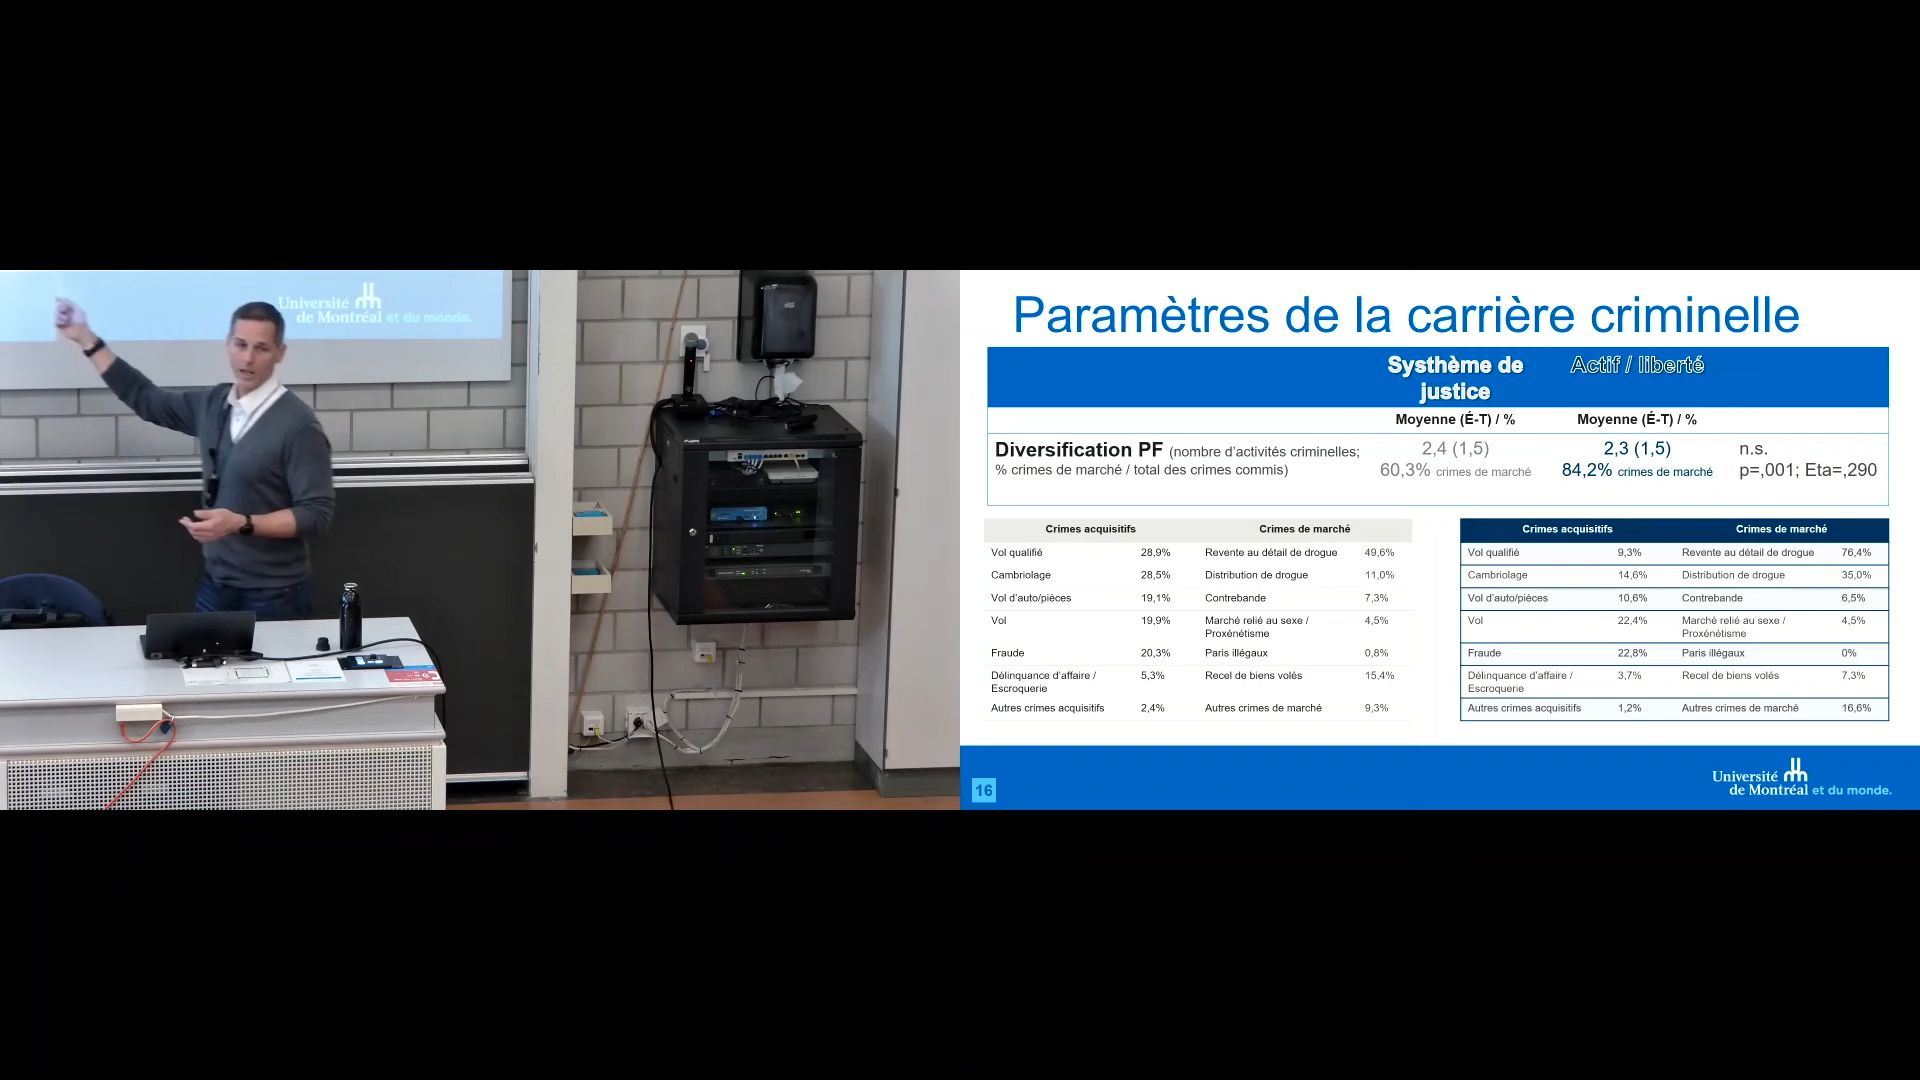 Université
de Montréal et du monde.
Paramètres de la carrière criminelle
Systhème de
justice
Actif / liberté
Moyenne (É-T) / %
Moyenne (É-T) / %
Diversification PF (nombre d'activités criminelles;
% crimes de marché / total des crimes commis)
2,4 (1,5)
60,3% crimes de marché
2,3 (1,5)
84,2% crimes de marché
n.s.
p=,001; Eta=,290
Crimes acquisitifs Crimes de marché
Vol qualifié 28,9% Revente au détail de drogue 49,6%
Cambriolage 28,5% Distribution de drogue 11,0%
Vol d'auto/pièces 19,1% Contrebande 7,3%
Vol 19,9% Marché relié au sexe / 4,5%
Proxénétisme
Fraude 20,3% Paris illégaux 0,8%
Délinquance d'affaire / 5,3% Recel de biens volés 15,4%
Escroquerie
Autres crimes acquisitifs 2,4% Autres crimes de marché 9,3%
Crimes acquisitifs Crimes de marché
Vol qualifié 9,3% Revente au détail de drogue 76,4%
Cambriolage 14,6% Distribution de drogue 35,0%
Vol d'auto/pièces 10,6% Contrebande 6,5%
Vol 22,4% Marché relié au sexe / 4,5%
Proxénétisme
Fraude 22,8% Paris illégaux 0%
Délinquance d'affaire / 3,7% Recel de biens volés 7,3%
Escroquerie
Autres crimes acquisitifs 1,2% Autres crimes de marché 16,6%
16
Université
de Montréal et du monde.